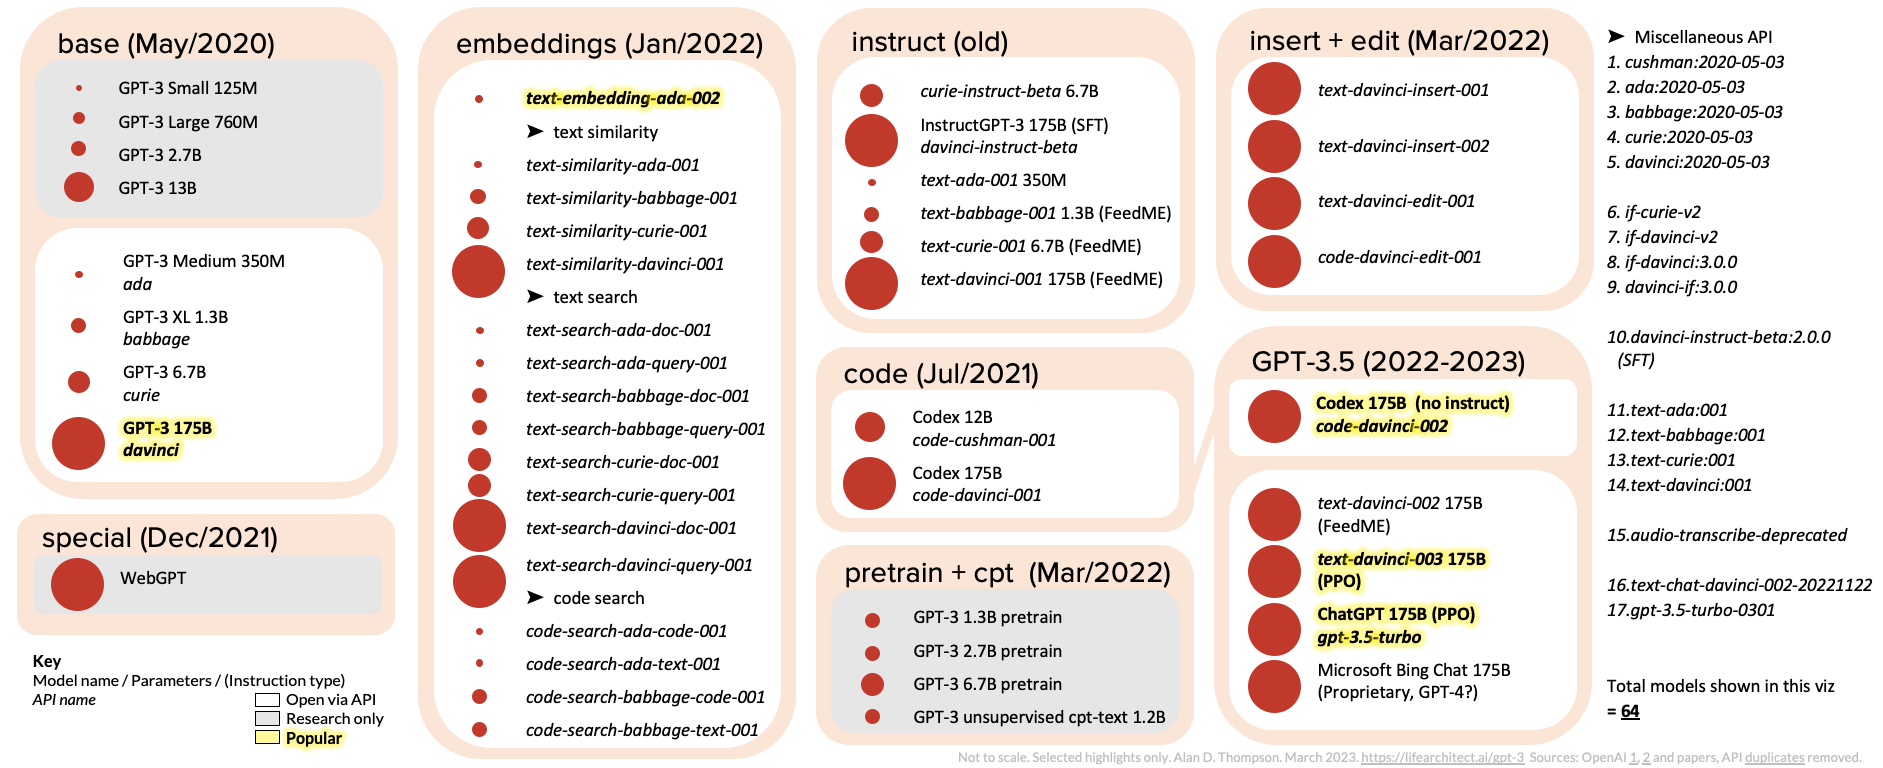 base (May/2020)
GPT-3 Small 125M
GPT-3 Large 760M
GPT-3 2.7B
GPT-3 13B
GPT-3 Medium 350M
ada
GPT-3 XL 1.3B
babbage
GPT-3 6.7B
curie
GPT-3 175B
davinci
special (Dec/2021)
WebGPT
Key
Model name / Parameters / (Instruction type)
API name
Open via API
Research only
Popular
embeddings (Jan/2022)
text-embedding-ada-002
➤ text similarity
text-similarity-ada-001
text-similarity-babbage-001
text-similarity-curie-001
text-similarity-davinci-001
➤ text search
text-search-ada-doc-001
text-search-ada-query-001
text-search-babbage-doc-001
text-search-babbage-query-001
text-search-curie-doc-001
text-search-curie-query-001
text-search-davinci-doc-001
text-search-davinci-query-001
➤ code search
code-search-ada-code-001
code-search-ada-text-001
code-search-babbage-code-001
code-search-babbage-text-001
instruct (old)
curie-instruct-beta 6.7B
InstructGPT-3 175B (SFT)
davinci-instruct-beta
text-ada-001 350M
text-babbage-001 1.3B (FeedME)
text-curie-001 6.7B (FeedME)
text-davinci-001 175B (FeedME)
code (Jul/2021)
Codex 12B
code-cushman-001
Codex 175B
code-davinci-001
pretrain + cpt (Mar/2022)
GPT-3 1.3B pretrain
GPT-3 2.7B pretrain
GPT-3 6.7B pretrain
GPT-3 unsupervised cpt-text 1.2B
insert + edit (Mar/2022)
text-davinci-insert-001
text-davinci-insert-002
text-davinci-edit-001
code-davinci-edit-001
GPT-3.5 (2022-2023)
Codex 175B (no instruct)
code-davinci-002
text-davinci-002 175B
(FeedME)
text-davinci-003 175B
(PPO)
ChatGPT 175B (PPO)
gpt-3.5-turbo
Microsoft Bing Chat 175B
(Proprietary, GPT-4?)
➤ Miscellaneous API
1. cushman:2020-05-03
2. ada:2020-05-03
3. babbage:2020-05-03
4. curie:2020-05-03
5. davinci:2020-05-03
6. if-curie-v2
7. if-davinci-v2
8. if-davinci:3.0.0
9. davinci-if:3.0.0
10.davinci-instruct-beta:2.0.0
(SFT)
11.text-ada:001
12.text-babbage:001
13.text-curie:001
14.text-davinci:001
15.audio-transcribe-deprecated
16.text-chat-davinci-002-20221122
17.gpt-3.5-turbo-0301
Total models shown in this viz
= 64
Not to scale. Selected highlights only. Alan D. Thompson. March 2023. https://lifearchitect.ai/gpt-3 Sources: OpenAI 1, 2 and papers, API duplicates removed.